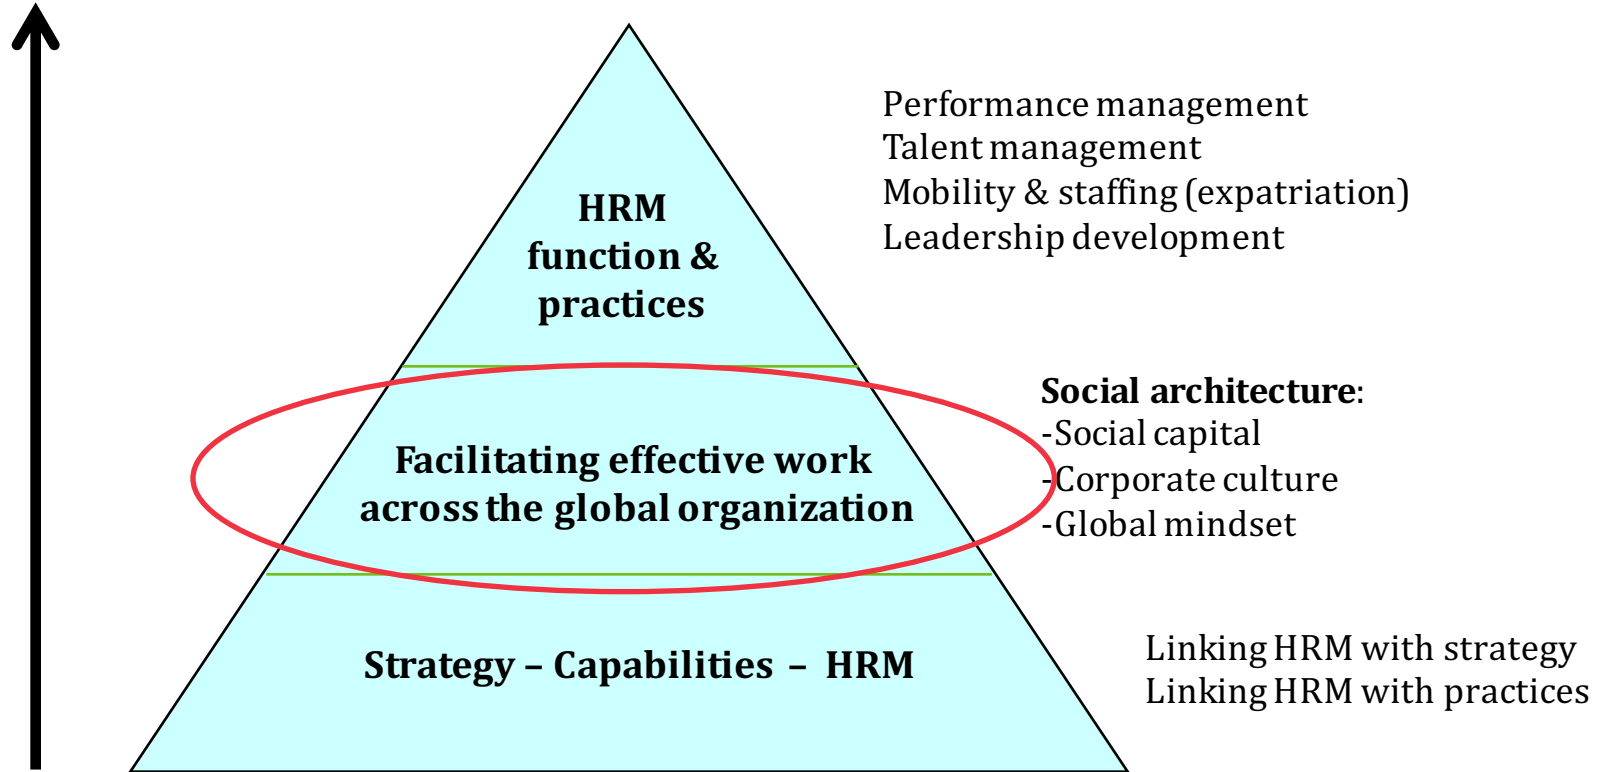 Performance management
Talent management
Mobility & staffing (expatriation)
Leadership development
HRM
function &
practices
Social architecture:
-Social capital
-Corporate culture
-Global mindset
Facilitating effective work
across the global organization
Strategy – Capabilities – HRM
Linking HRM with strategy
Linking HRM with practices